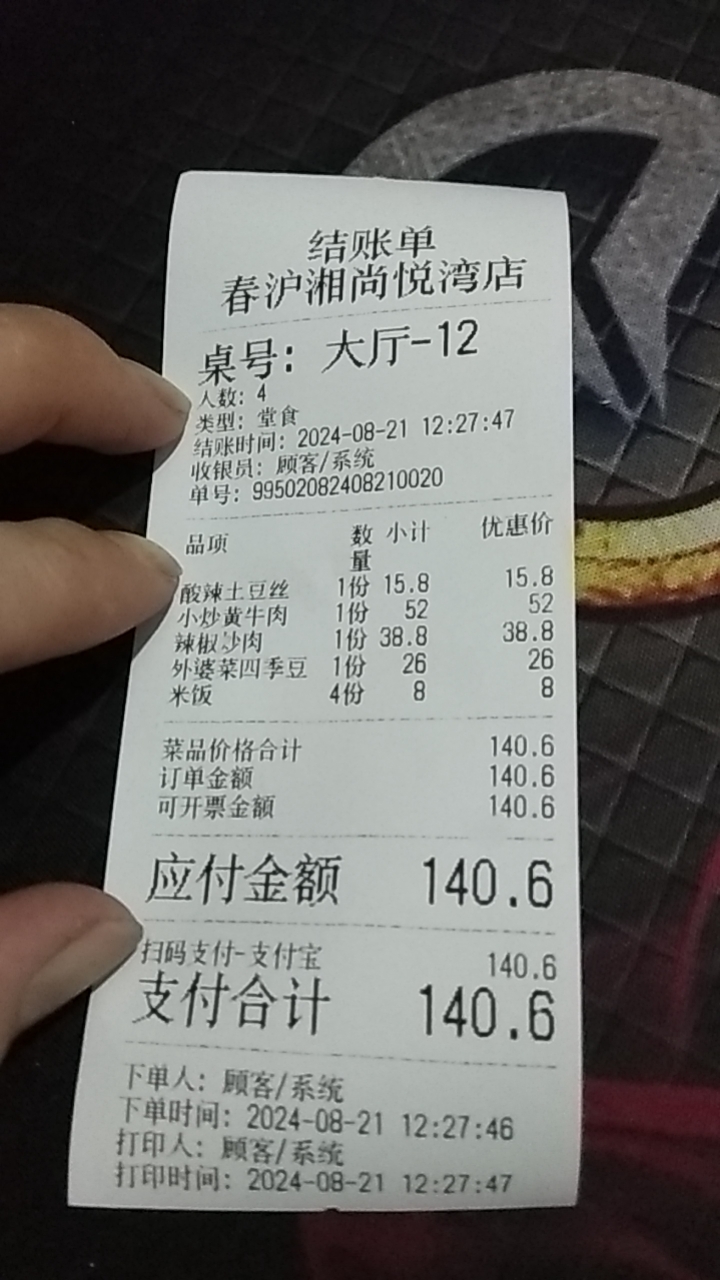 结账单
春沪湘尚悦湾店
桌号: 大厅-12
人数: 4
类型: 堂食
结账时间: 2024-08-21 12:27:47
收银员: 顾客/系统
单号: 99502082408210020
品项 数量 小计 优惠价
酸辣土豆丝 1份 15.8 15.8
小炒黄牛肉 1份 52 52
辣椒炒肉 1份 38.8 38.8
外婆菜四季豆 1份 26 26
米饭 4份 8 8
菜品价格合计 140.6
订单金额 140.6
可开票金额 140.6
应付金额 140.6
扫码支付-支付宝 140.6
支付合计 140.6
下单人: 顾客/系统
下单时间: 2024-08-21 12:27:46
打印人: 顾客/系统
打印时间: 2024-08-21 12:27:47